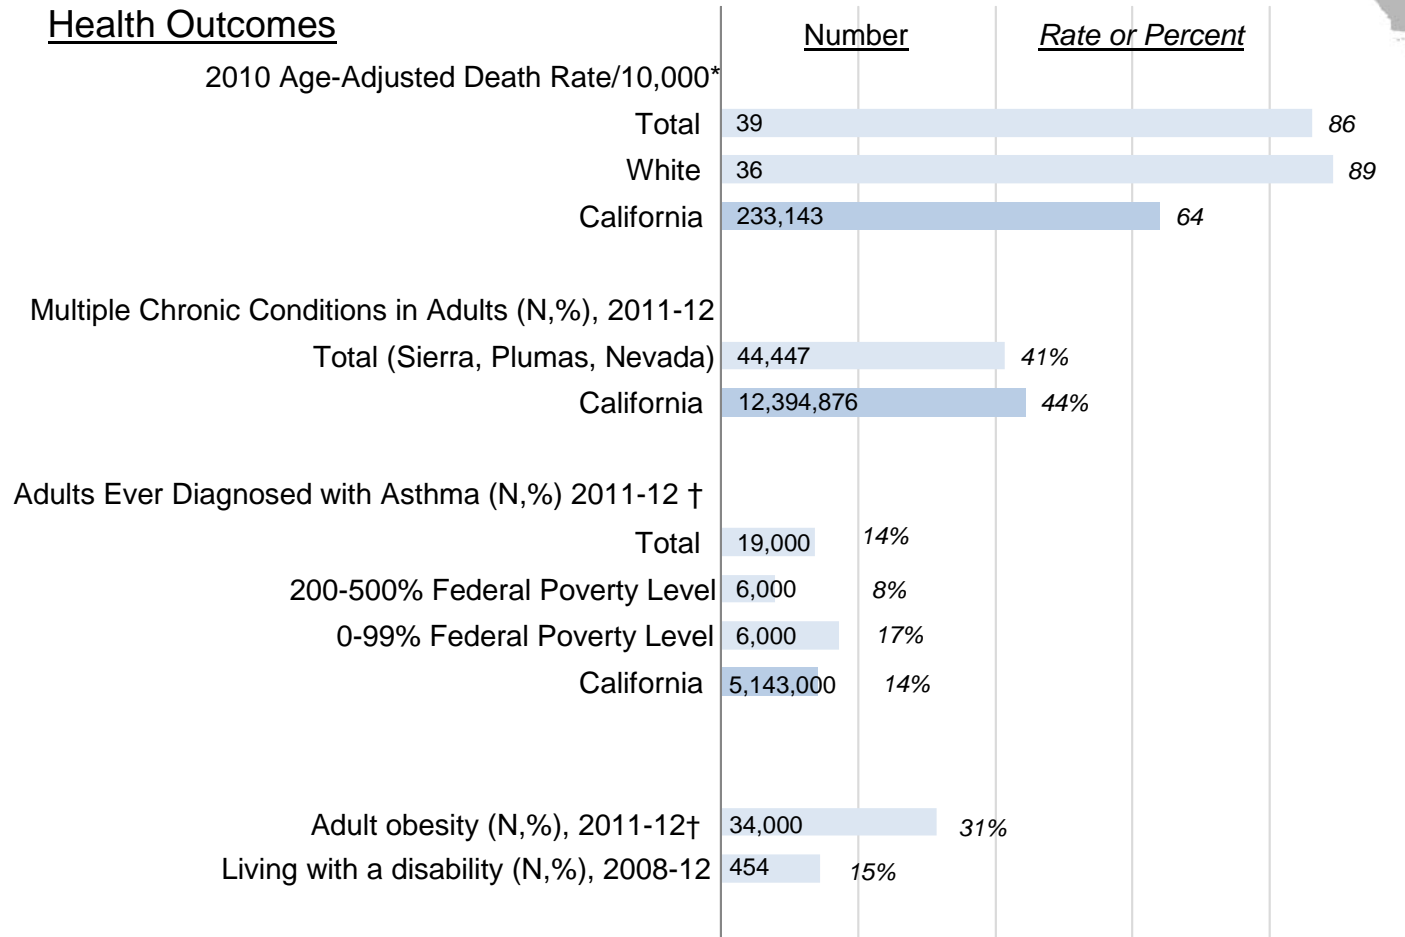 Health Outcomes
Number Rate or Percent
2010 Age-Adjusted Death Rate/10,000*
Total 39 86
White 36 89
California 233,143 64
Multiple Chronic Conditions in Adults (N,%), 2011-12
Total (Sierra, Plumas, Nevada) 44,447 41%
California 12,394,876 44%
Adults Ever Diagnosed with Asthma (N,%) 2011-12 †
Total 19,000 14%
200-500% Federal Poverty Level 6,000 8%
0-99% Federal Poverty Level 6,000 17%
California 5,143,000 14%
Adult obesity (N,%), 2011-12† 34,000 31%
Living with a disability (N,%), 2008-12 454 15%